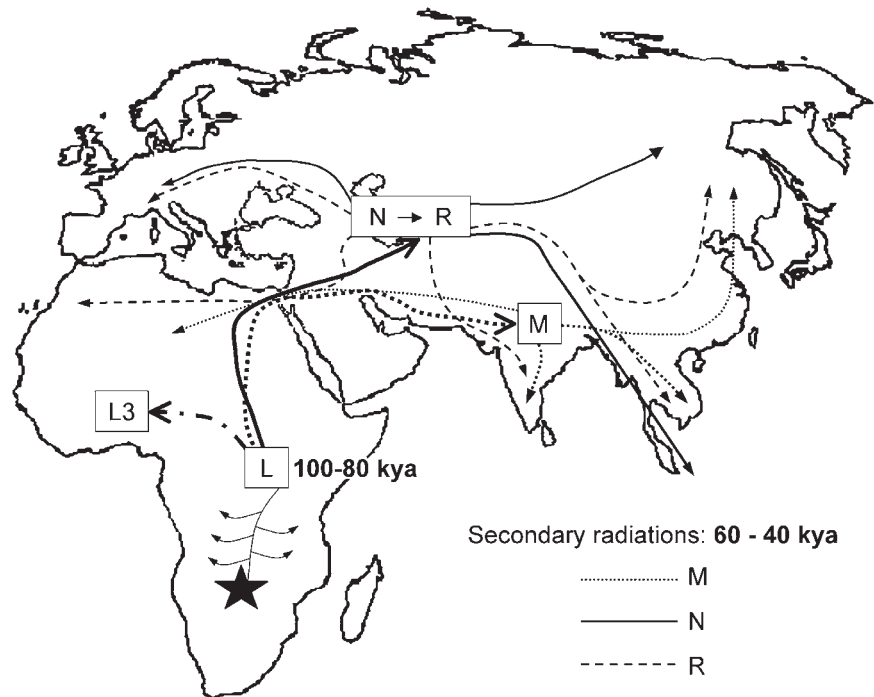 N → R
M
L3
L 100-80 kya
Secondary radiations: 60 - 40 kya
M
N
R